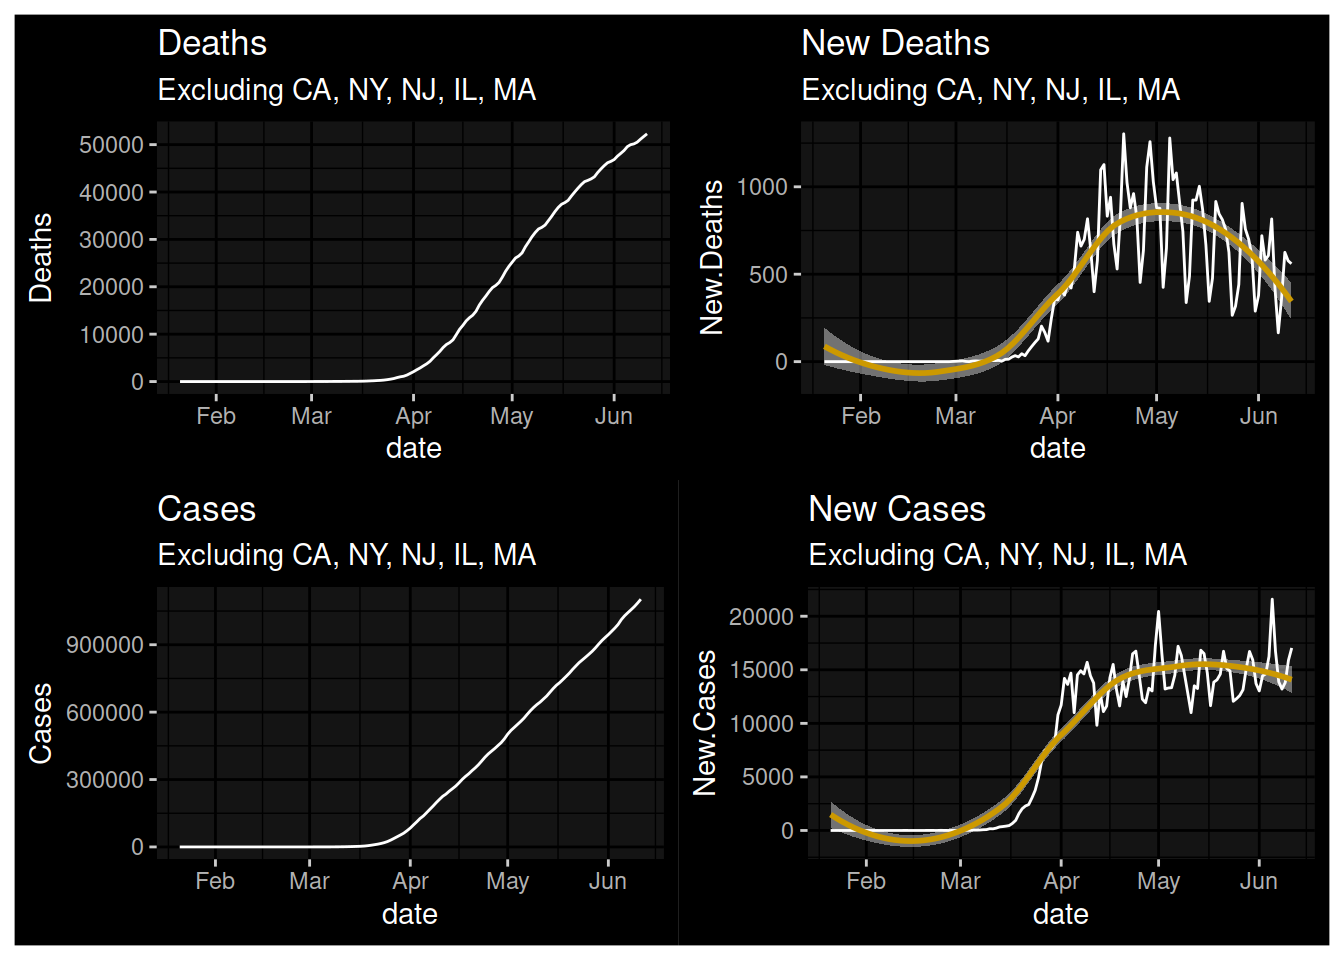 Deaths
Excluding CA, NY, NJ, IL, MA
50000
40000
30000
20000
10000
0
Deaths
Feb Mar Apr May Jun
date
New Deaths
Excluding CA, NY, NJ, IL, MA
1000
500
0
New.Deaths
Feb Mar Apr May Jun
date
Cases
Excluding CA, NY, NJ, IL, MA
900000
600000
300000
0
Cases
Feb Mar Apr May Jun
date
New Cases
Excluding CA, NY, NJ, IL, MA
20000
15000
10000
5000
0
New.Cases
Feb Mar Apr May Jun
date